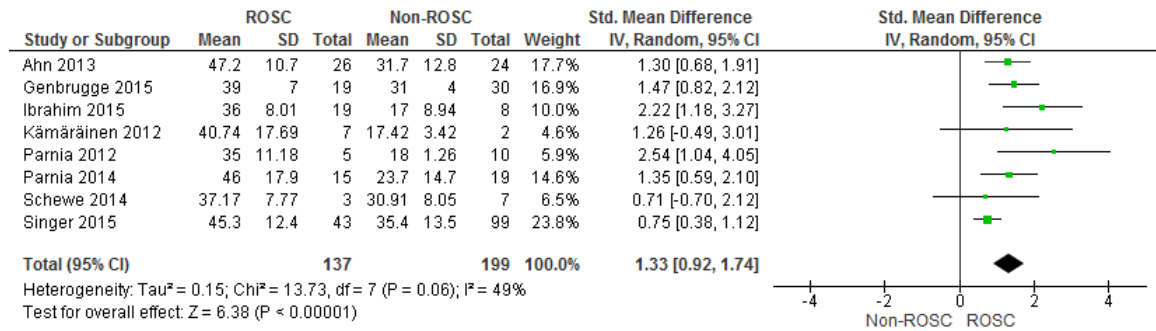 ROSC Non-ROSC Std. Mean Difference Std. Mean Difference
Study or Subgroup Mean SD Total Mean SD Total Weight IV, Random, 95% CI IV, Random, 95% CI
Ahn 2013 47.2 10.7 26 31.7 12.8 24 17.7% 1.30 [0.68, 1.91]
Genbrugge 2015 39 7 19 31 4 30 16.9% 1.47 [0.82, 2.12]
Ibrahim 2015 36 8.01 19 17 8.94 8 10.0% 2.22 [1.18, 3.27]
Kämäräinen 2012 40.74 17.69 7 17.42 3.42 2 4.6% 1.26 [-0.49, 3.01]
Parnia 2012 35 11.18 5 18 1.26 10 5.9% 2.54 [1.04, 4.05]
Parnia 2014 46 17.9 15 23.7 14.7 19 14.6% 1.35 [0.59, 2.10]
Schewe 2014 37.17 7.77 3 30.91 8.05 7 6.5% 0.71 [-0.70, 2.12]
Singer 2015 45.3 12.4 43 35.4 13.5 99 23.8% 0.75 [0.38, 1.12]
Total (95% CI) 137 199 100.0% 1.33 [0.92, 1.74]
Heterogeneity: Tau² = 0.15; Chi² = 13.73, df = 7 (P = 0.06); I² = 49%
Test for overall effect: Z = 6.38 (P < 0.00001)
-4 -2 0 2 4
Non-ROSC ROSC